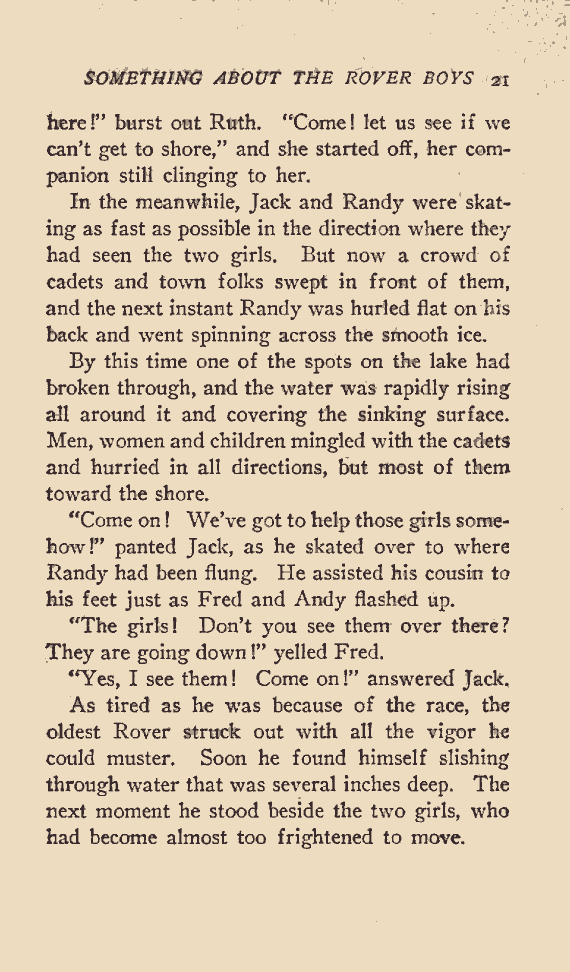 SOMETHING ABOUT THE ROVER BOYS 21
here!” burst out Ruth. “Come! let us see if we
can’t get to shore,” and she started off, her com-
panion still clinging to her.
In the meanwhile, Jack and Randy were skat-
ing as fast as possible in the direction where they
had seen the two girls. But now a crowd of
cadets and town folks swept in front of them,
and the next instant Randy was hurled flat on his
back and went spinning across the smooth ice.
By this time one of the spots on the lake had
broken through, and the water was rapidly rising
all around it and covering the sinking surface.
Men, women and children mingled with the cadets
and hurried in all directions, but most of them
toward the shore.
“Come on! We’ve got to help those girls some-
how!” panted Jack, as he skated over to where
Randy had been flung. He assisted his cousin to
his feet just as Fred and Andy flashed up.
“The girls! Don’t you see them over there?
They are going down!” yelled Fred.
“Yes, I see them! Come on!” answered Jack.
As tired as he was because of the race, the
oldest Rover struck out with all the vigor he
could muster. Soon he found himself slishing
through water that was several inches deep. The
next moment he stood beside the two girls, who
had become almost too frightened to move.